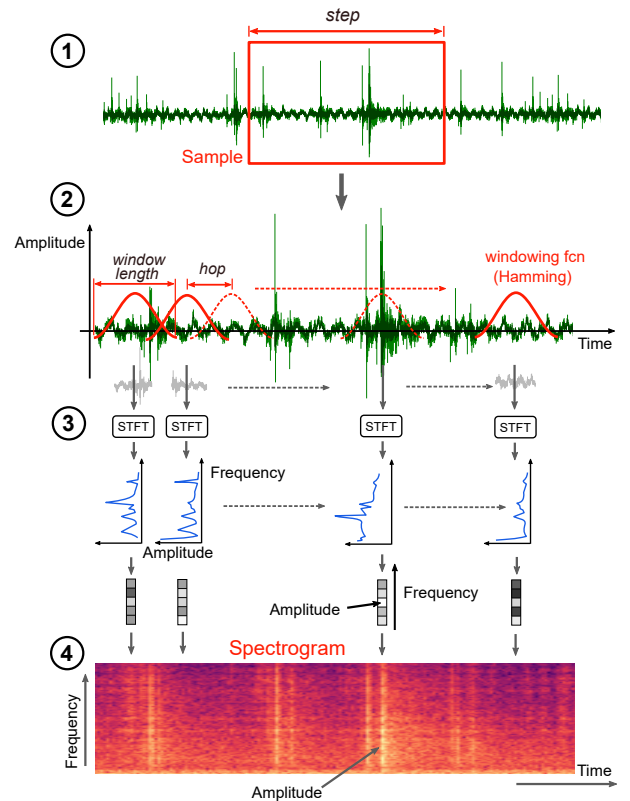 step
1
Sample
2
Amplitude
window
length
hop
windowing fcn
(Hamming)
Time
3
STFT
STFT
STFT
STFT
Frequency
Amplitude
Frequency
Amplitude
4
Spectrogram
Frequency
Time
Amplitude